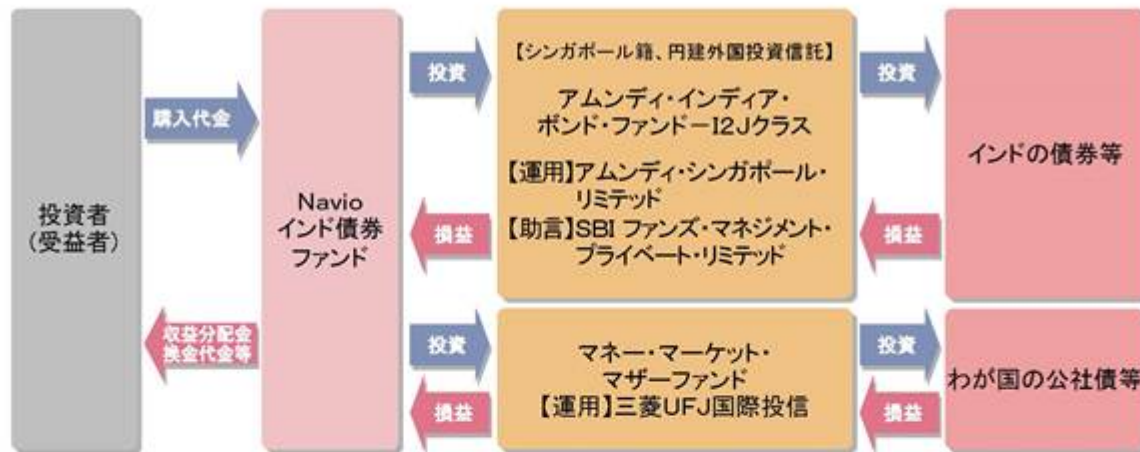 投資者
(受益者)
購入代金
収益分配金
換金代金等
Navio
インド債券
ファンド
投資
損益
投資
損益
【シンガポール籍、円建外国投資信託】
アムンディ・インディア・
ボンド・ファンド－I2Jクラス
【運用】アムンディ・シンガポール・
リミテッド
【助言】SBI ファンズ・マネジメント・
プライベート・リミテッド
マネー・マーケット・
マザーファンド
【運用】三菱UFJ国際投信
投資
損益
投資
損益
インドの債券等
わが国の公社債等